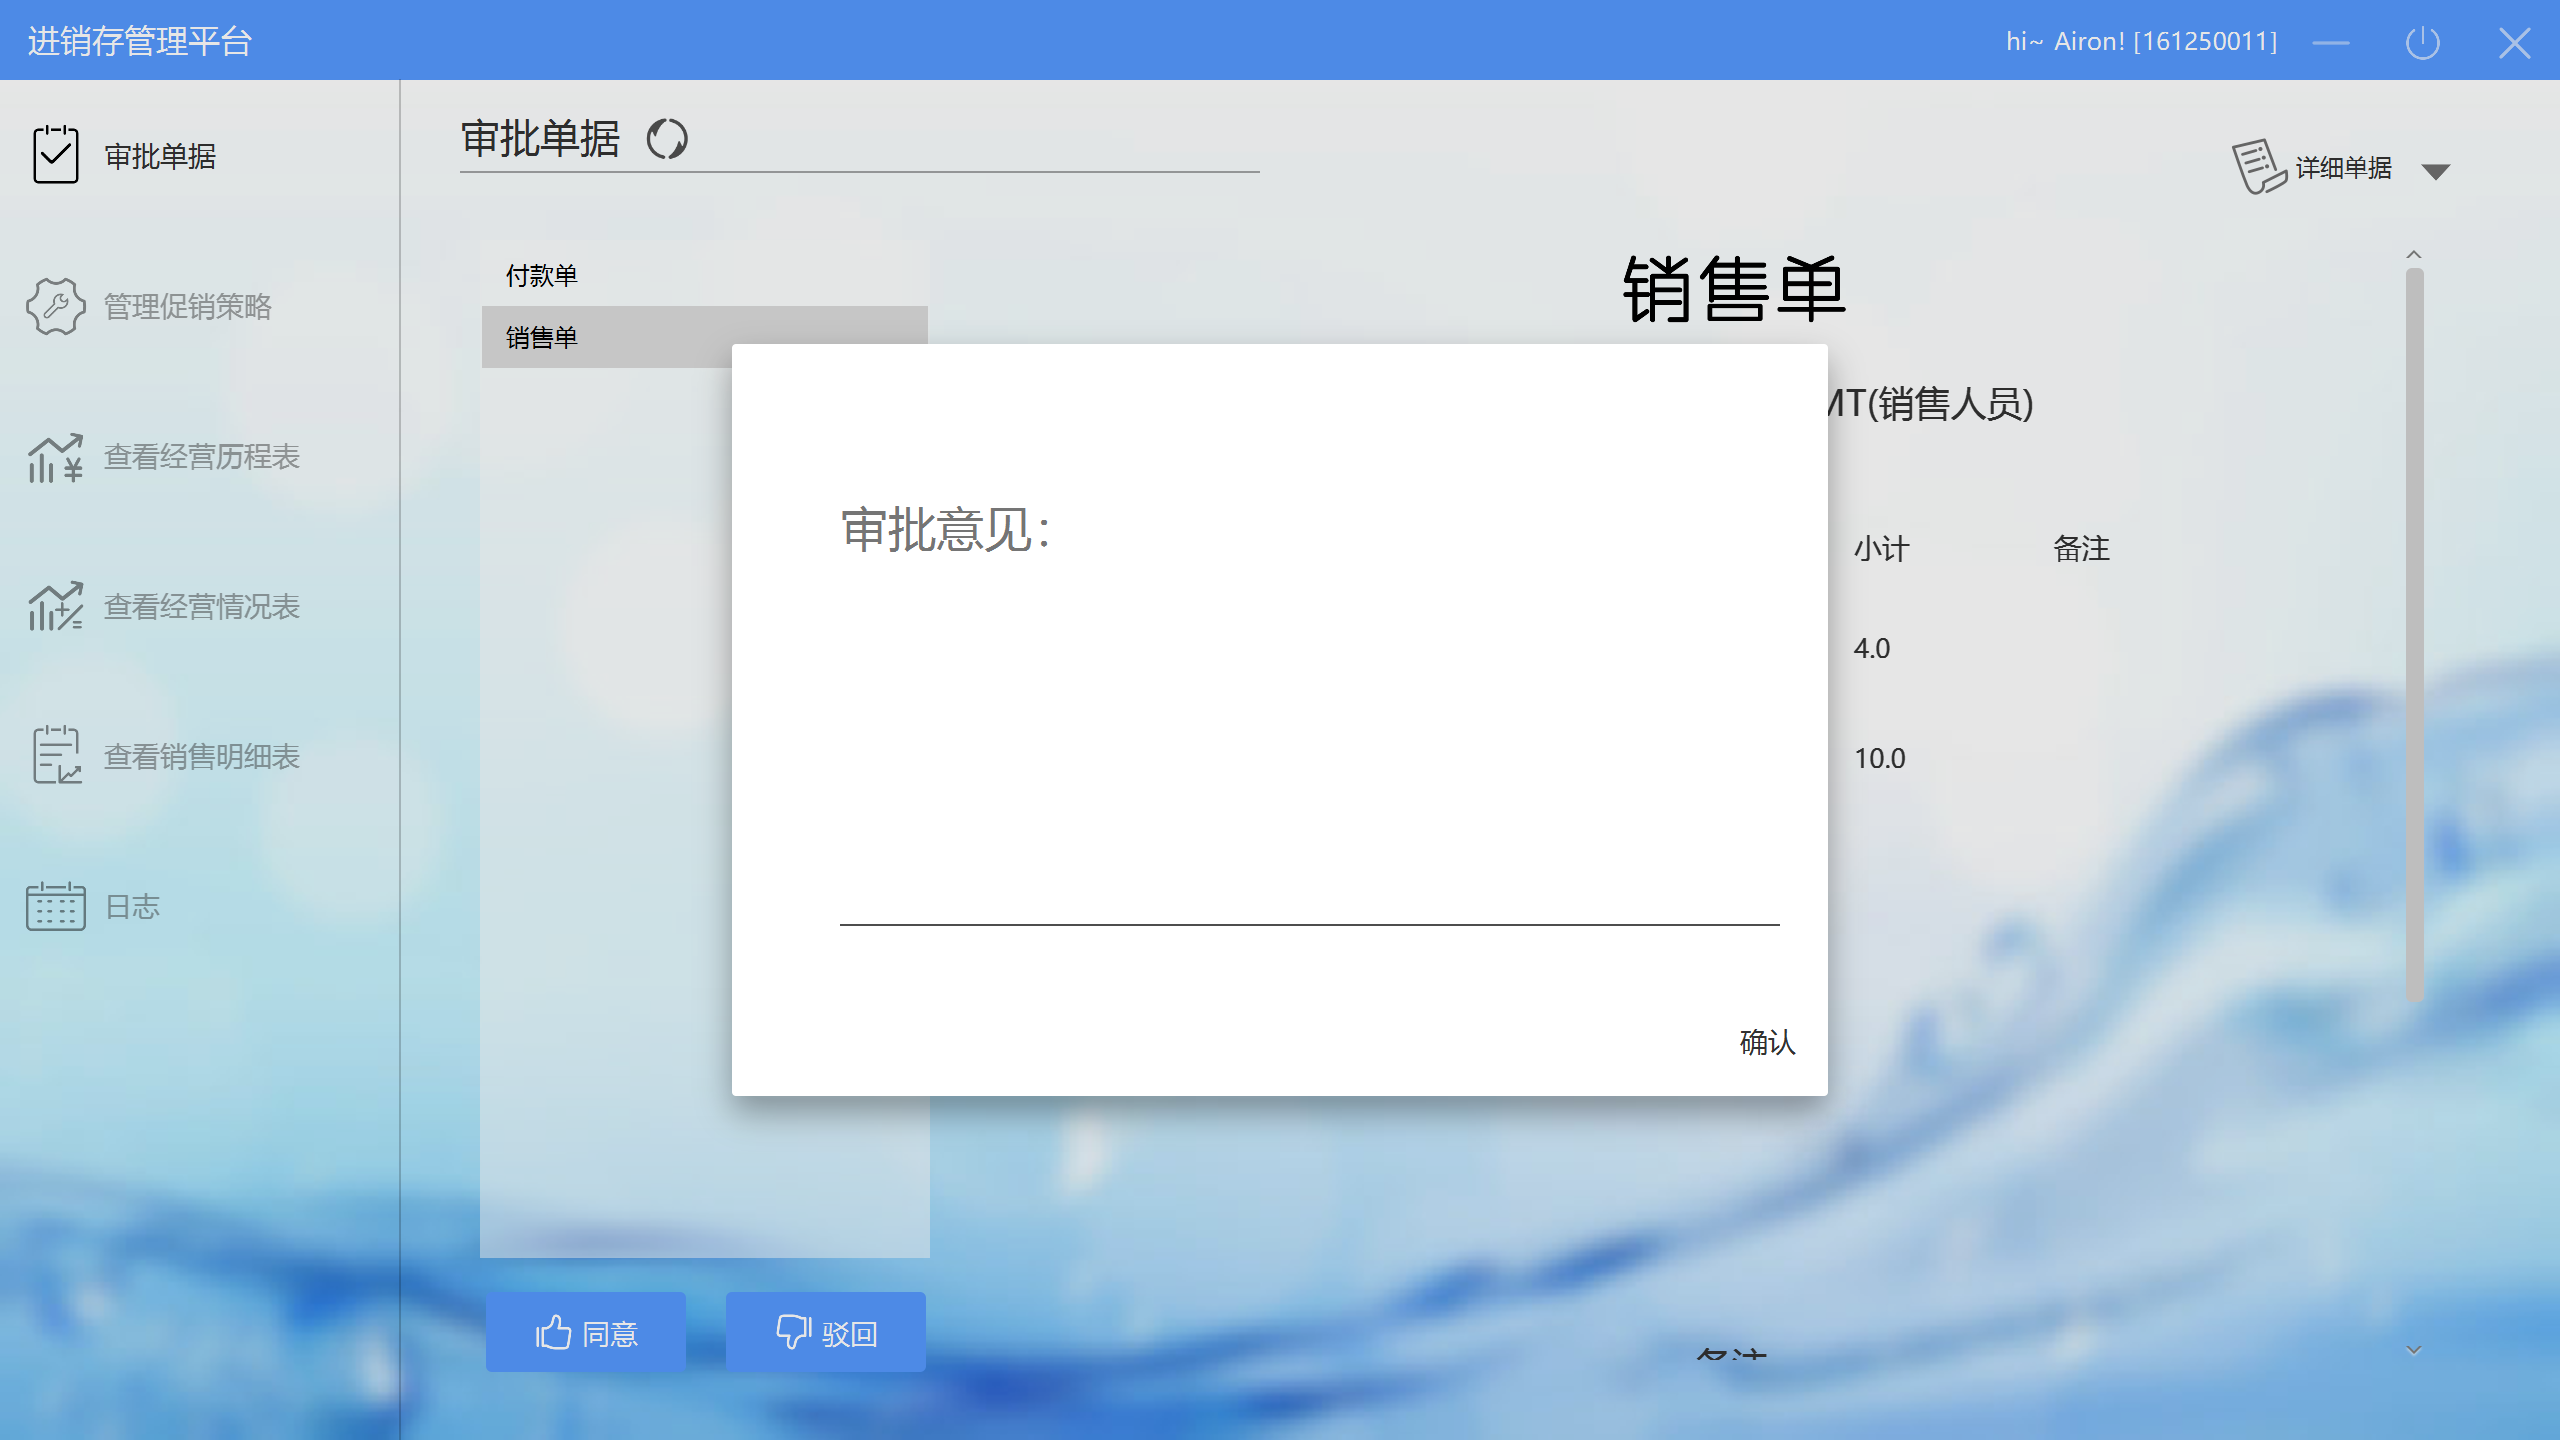 进销存管理平台
hi~ Airon! [161250011]
审批单据
管理促销策略
查看经营历程表
查看经营情况表
查看销售明细表
日志
审批单据
详细单据
付款单
销售单
销售单
MT(销售人员)
小计 备注
4.0
10.0
审批意见：
确认
同意
驳回
备注